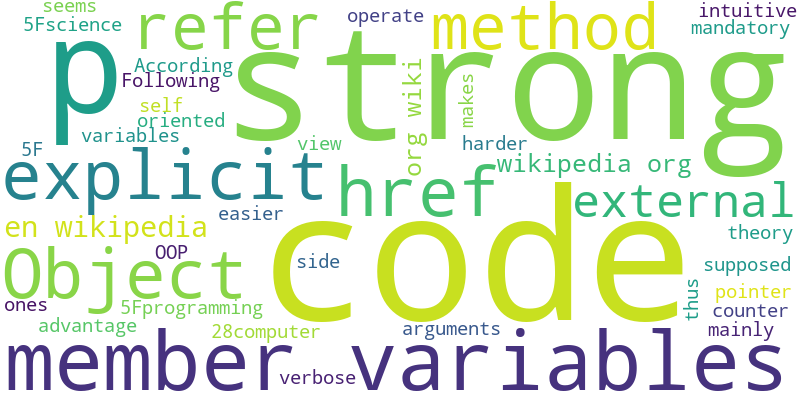 seems
operate
intuitive
5Fscience
refer
method
mandatory
p
strong
According
Following
org wiki
makes
self
oriented
variables
view
harder
5F
explicit
href
wikipedia org
external
easier
en wikipedia
code
theory
OOP
Object
side
supposed
ones
5Fprogramming
thus
pointer
counter
advantage
28computer
arguments
mainly
member variables
verbose